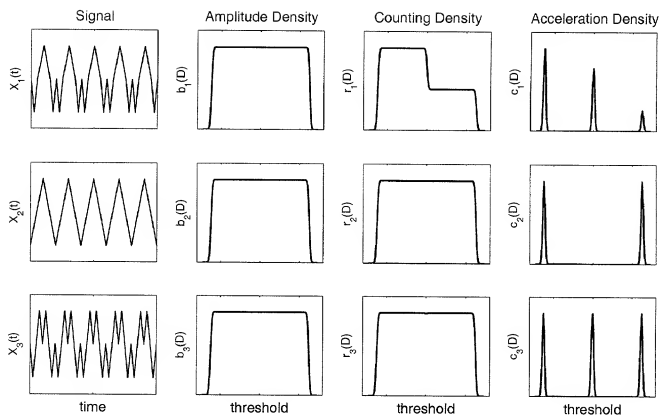 Signal Amplitude Density Counting Density Acceleration Density
X1(t) b1(D) r1(D) c1(D)
X2(t) b2(D) r2(D) c2(D)
X3(t) b3(D) r3(D) c3(D)
time threshold threshold threshold